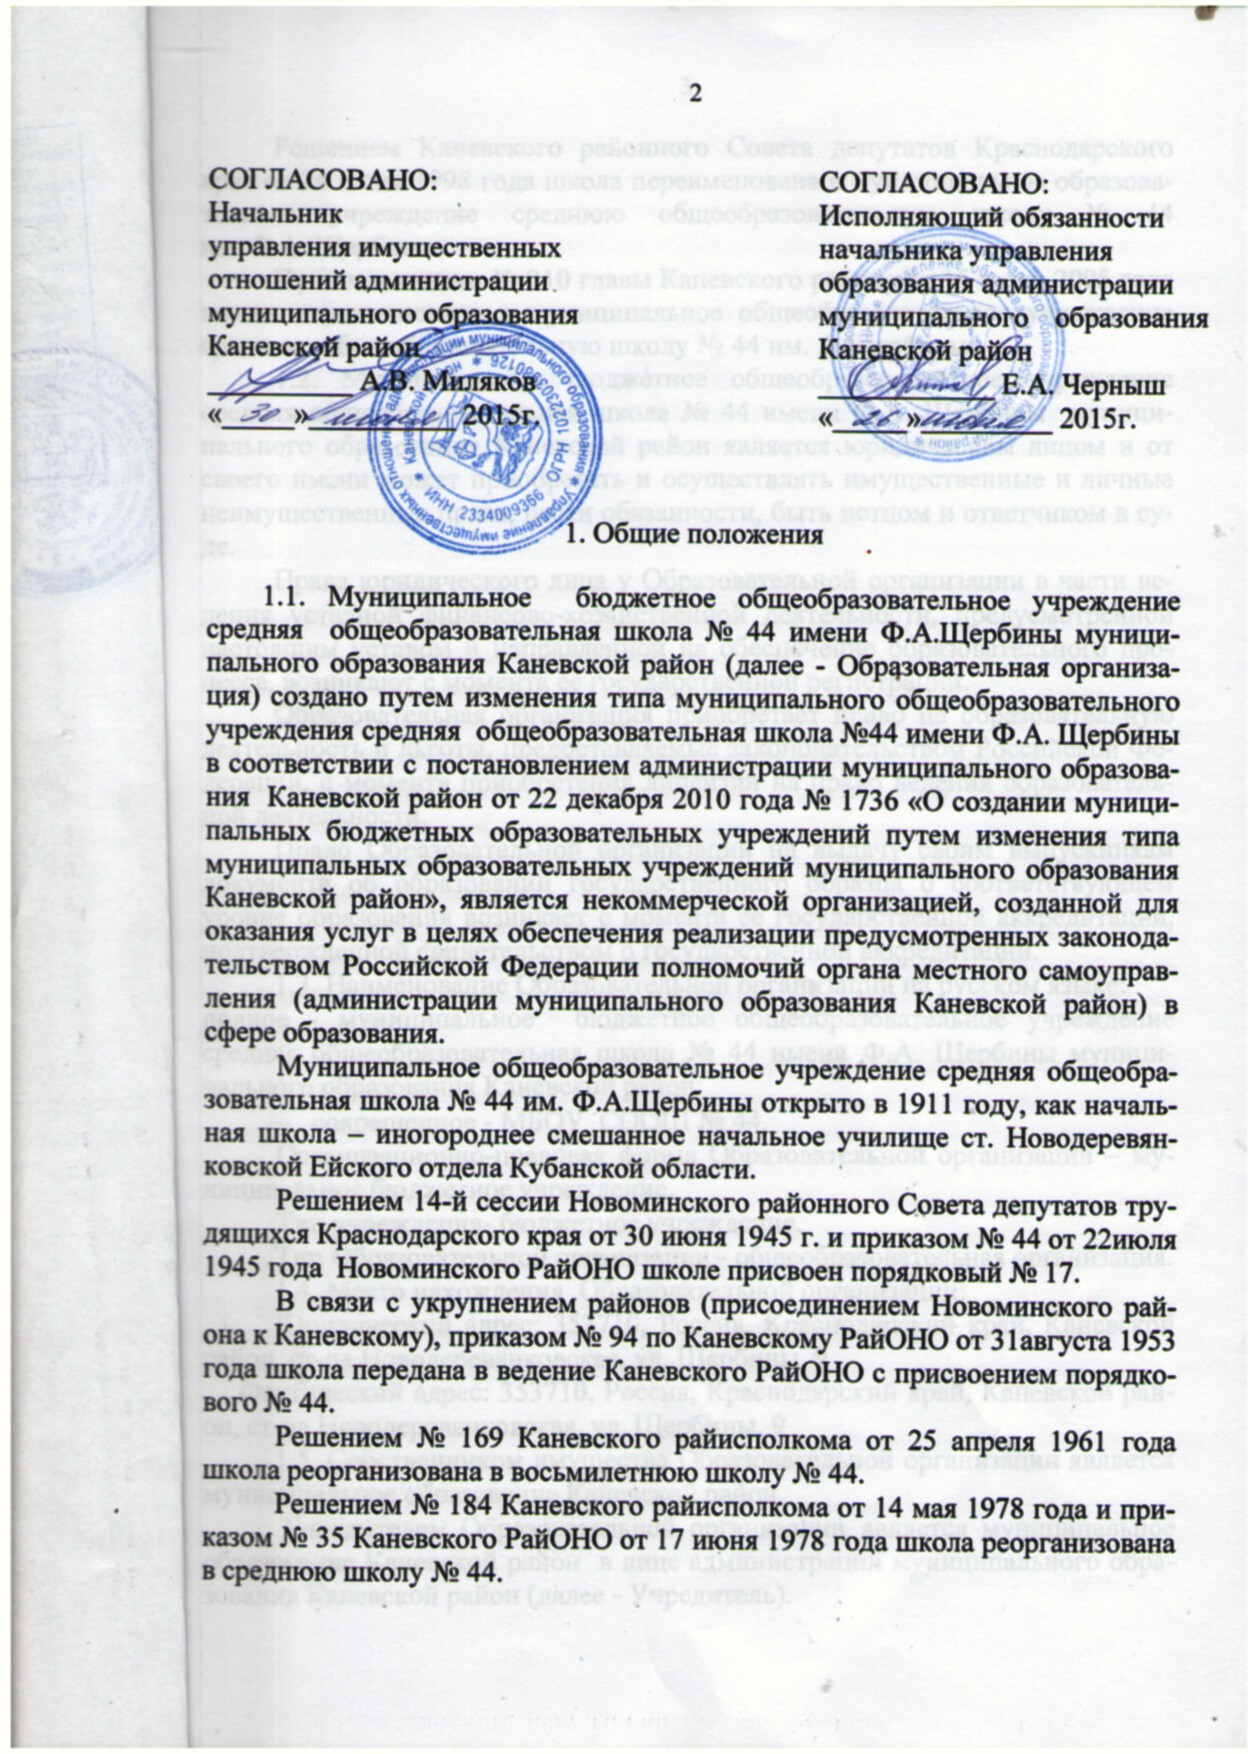 2
СОГЛАСОВАНО:
Начальник
управления имущественных
отношений администрации
муниципального образования
Каневской район
А.В. Миляков
«30» 2015г.
СОГЛАСОВАНО:
Исполняющий обязанности
начальника управления
образования администрации
муниципального образования
Каневской район
Е.А. Черныш
« » 2015г.
ИНН 2334009366
1. Общие положения
1.1. Муниципальное бюджетное общеобразовательное учреждение
средняя общеобразовательная школа № 44 имени Ф.А.Щербины муници-
пального образования Каневской район (далее - Образовательная организа-
ция) создано путем изменения типа муниципального общеобразовательного
учреждения средняя общеобразовательная школа №44 имени Ф.А. Щербины
в соответствии с постановлением администрации муниципального образова-
ния Каневской район от 22 декабря 2010 года № 1736 «О создании муници-
пальных бюджетных образовательных учреждений путем изменения типа
муниципальных образовательных учреждений муниципального образования
Каневской район», является некоммерческой организацией, созданной для
оказания услуг в целях обеспечения реализации предусмотренных законода-
тельством Российской Федерации полномочий органа местного самоуправ-
ления (администрации муниципального образования Каневской район) в
сфере образования.
Муниципальное общеобразовательное учреждение средняя общеобра-
зовательная школа № 44 им. Ф.А.Щербины открыто в 1911 году, как началь-
ная школа – иногороднее смешанное начальное училище ст. Новодеревян-
ковской Ейского отдела Кубанской области.
Решением 14-й сессии Новоминского районного Совета депутатов тру-
дящихся Краснодарского края от 30 июня 1945 г. и приказом № 44 от 22июля
1945 года Новоминского РайОНО школе присвоен порядковый № 17.
В связи с укрупнением районов (присоединением Новоминского рай-
она к Каневскому), приказом № 94 по Каневскому РайОНО от 31августа 1953
года школа передана в ведение Каневского РайОНО с присвоением порядко-
вого № 44.
Решением № 169 Каневского райисполкома от 25 апреля 1961 года
школа реорганизована в восьмилетнюю школу № 44.
Решением № 184 Каневского райисполкома от 14 мая 1978 года и при-
казом № 35 Каневского РайОНО от 17 июня 1978 года школа реорганизована
в среднюю школу № 44.